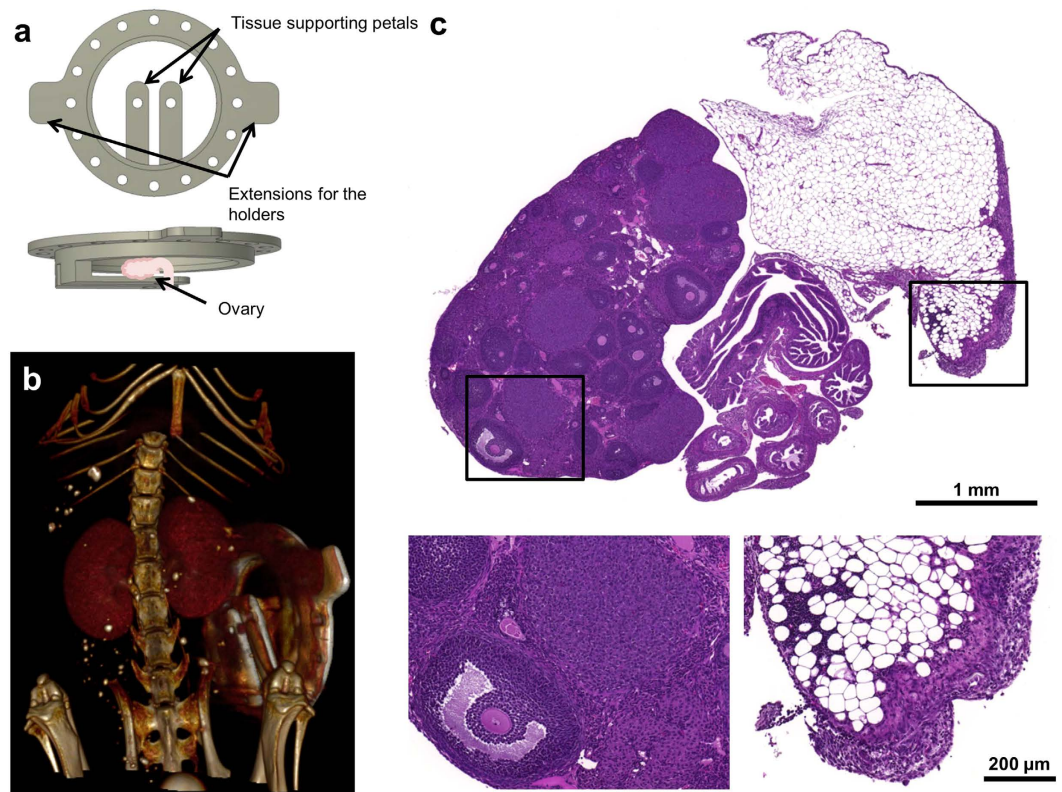 a
Tissue supporting petals
Extensions for the
holders
Ovary
b
c
1 mm
200 µm